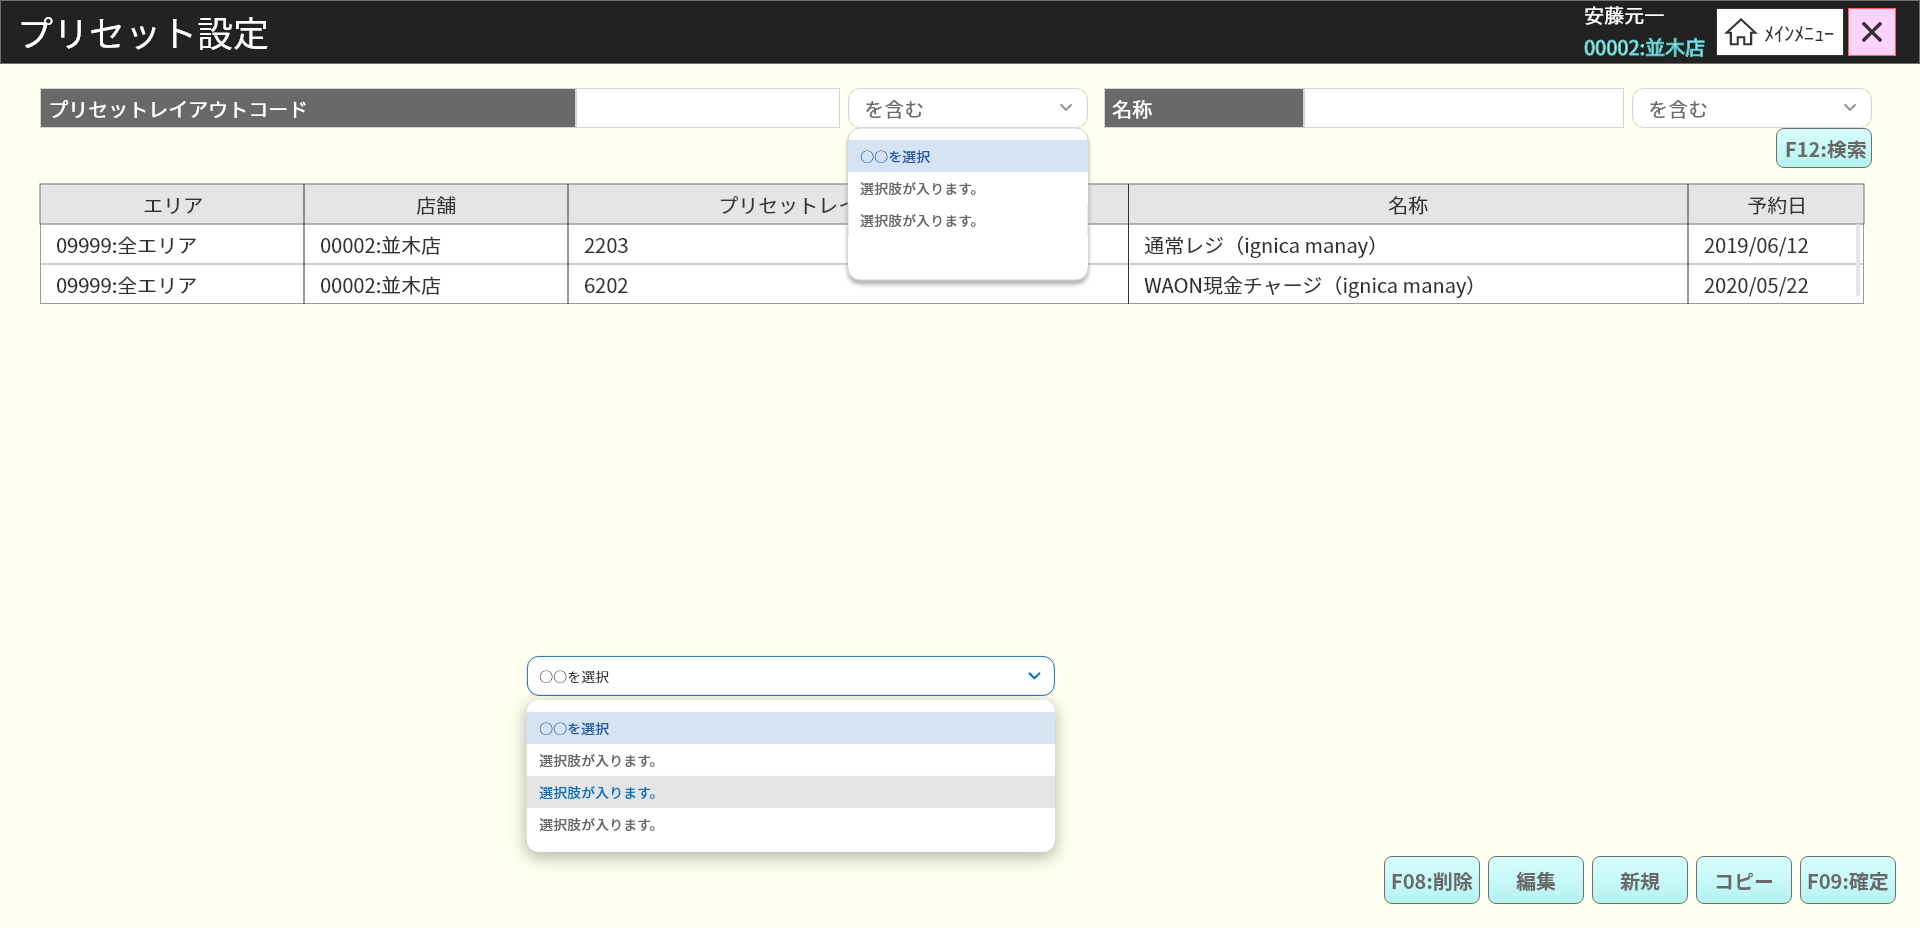 プリセット設定
安藤元一
00002:並木店
ﾒｲﾝﾒﾆｭｰ
プリセットレイアウトコード
を含む
名称
を含む
〇〇を選択
選択肢が入ります。
選択肢が入ります。
F12:検索
エリア
店舗
プリセットレイ
名称
予約日
09999:全エリア
00002:並木店
2203
通常レジ（ignica manay）
2019/06/12
09999:全エリア
00002:並木店
6202
WAON現金チャージ（ignica manay）
2020/05/22
〇〇を選択
〇〇を選択
選択肢が入ります。
選択肢が入ります。
選択肢が入ります。
F08:削除
編集
新規
コピー
F09:確定